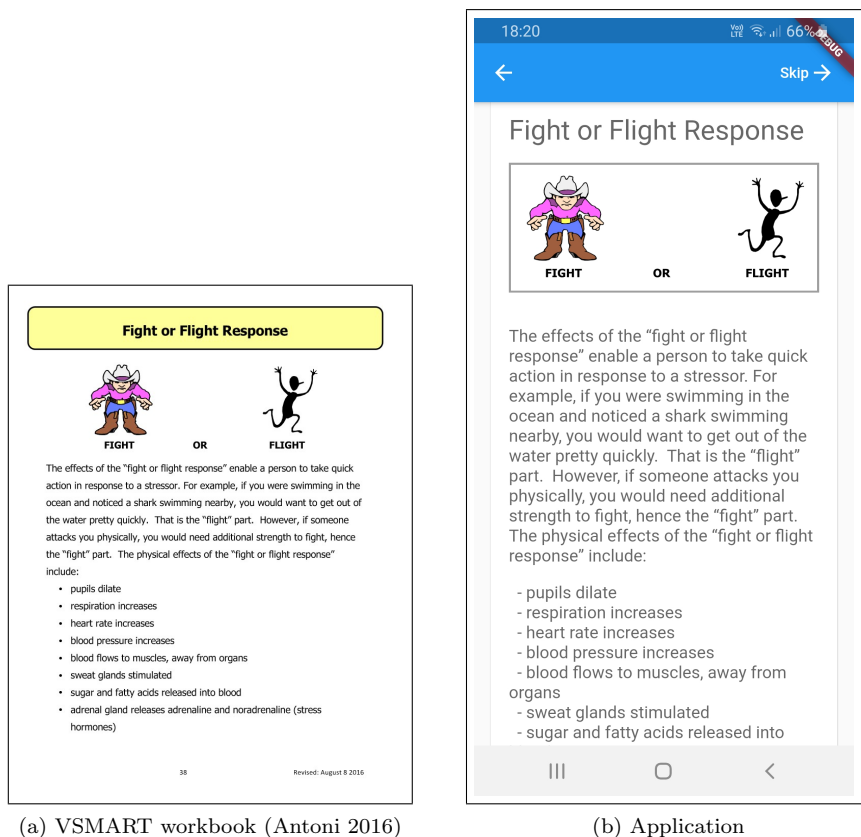 Fight or Flight Response
FIGHT OR FLIGHT
The effects of the “fight or flight response” enable a person to take quick
action in response to a stressor. For example, if you were swimming in the
ocean and noticed a shark swimming nearby, you would want to get out of
the water pretty quickly.  That is the “flight” part.  However, if someone
attacks you physically, you would need additional strength to fight, hence
the “fight” part.  The physical effects of the “fight or flight response”
include:
• pupils dilate
• respiration increases
• heart rate increases
• blood pressure increases
• blood flows to muscles, away from organs
• sweat glands stimulated
• sugar and fatty acids released into blood
• adrenal gland releases adrenaline and noradrenaline (stress
hormones)
38 Revised: August 8 2016
(a) VSMART workbook (Antoni 2016)
18:20 Vo)) LTE 66%
DEBUG
← Skip →
Fight or Flight Response
FIGHT OR FLIGHT
The effects of the “fight or flight
response” enable a person to take quick
action in response to a stressor. For
example, if you were swimming in the
ocean and noticed a shark swimming
nearby, you would want to get out of the
water pretty quickly.  That is the “flight”
part.  However, if someone attacks you
physically, you would need additional
strength to fight, hence the “fight” part.
The physical effects of the “fight or flight
response” include:
- pupils dilate
- respiration increases
- heart rate increases
- blood pressure increases
- blood flows to muscles, away from
organs
- sweat glands stimulated
- sugar and fatty acids released into
(b) Application